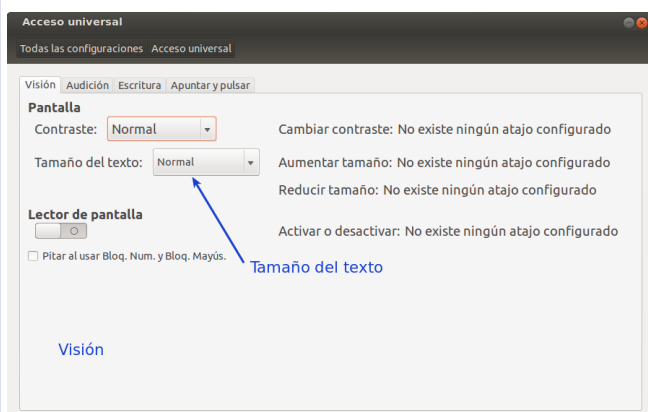 Acceso universal
Todas las configuraciones Acceso universal
Visión Audición Escritura Apuntar y pulsar
Pantalla
Contraste: Normal Cambiar contraste: No existe ningún atajo configurado
Tamaño del texto: Normal Aumentar tamaño: No existe ningún atajo configurado
Reducir tamaño: No existe ningún atajo configurado
Lector de pantalla
Activar o desactivar: No existe ningún atajo configurado
Pitar al usar Bloq. Num. y Bloq. Mayús.
Tamaño del texto
Visión